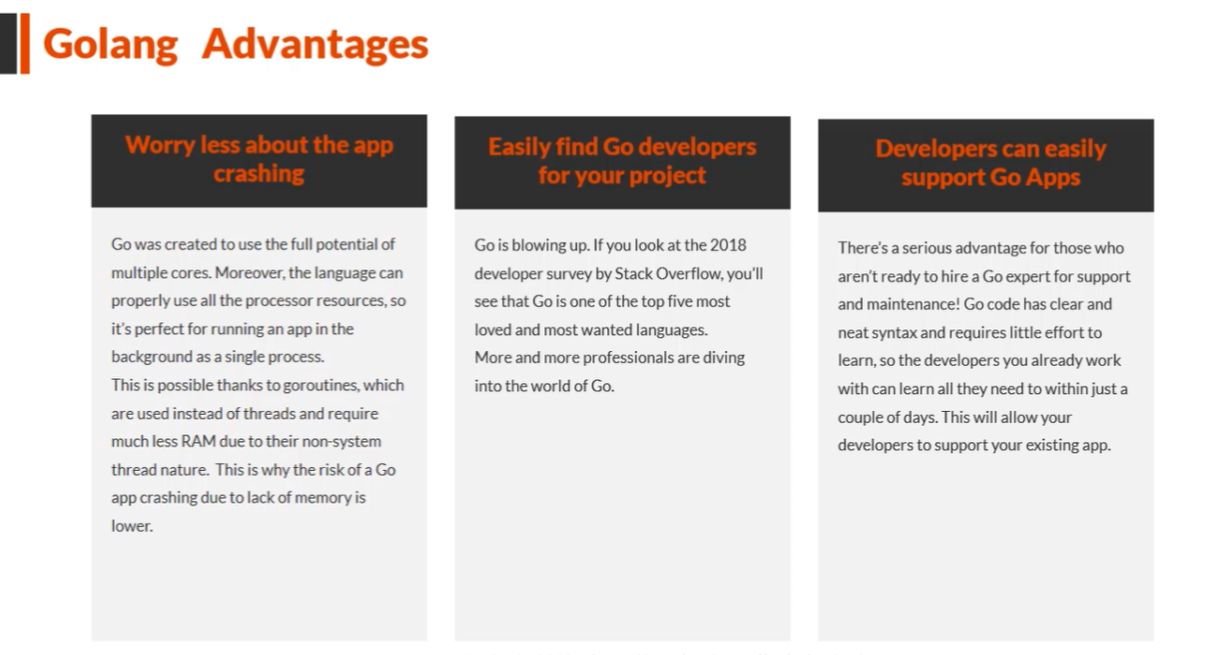 Golang Advantages
Worry less about the app
crashing
Go was created to use the full potential of
multiple cores. Moreover, the language can
properly use all the processor resources, so
it's perfect for running an app in the
background as a single process.
This is possible thanks to goroutines, which
are used instead of threads and require
much less RAM due to their non-system
thread nature. This is why the risk of a Go
app crashing due to lack of memory is
lower.
Easily find Go developers
for your project
Go is blowing up. If you look at the 2018
developer survey by Stack Overflow, you'll
see that Go is one of the top five most
loved and most wanted languages.
More and more professionals are diving
into the world of Go.
Developers can easily
support Go Apps
There's a serious advantage for those who
aren't ready to hire a Go expert for support
and maintenance! Go code has clear and
neat syntax and requires little effort to
learn, so the developers you already work
with can learn all they need to within just a
couple of days. This will allow your
developers to support your existing app.